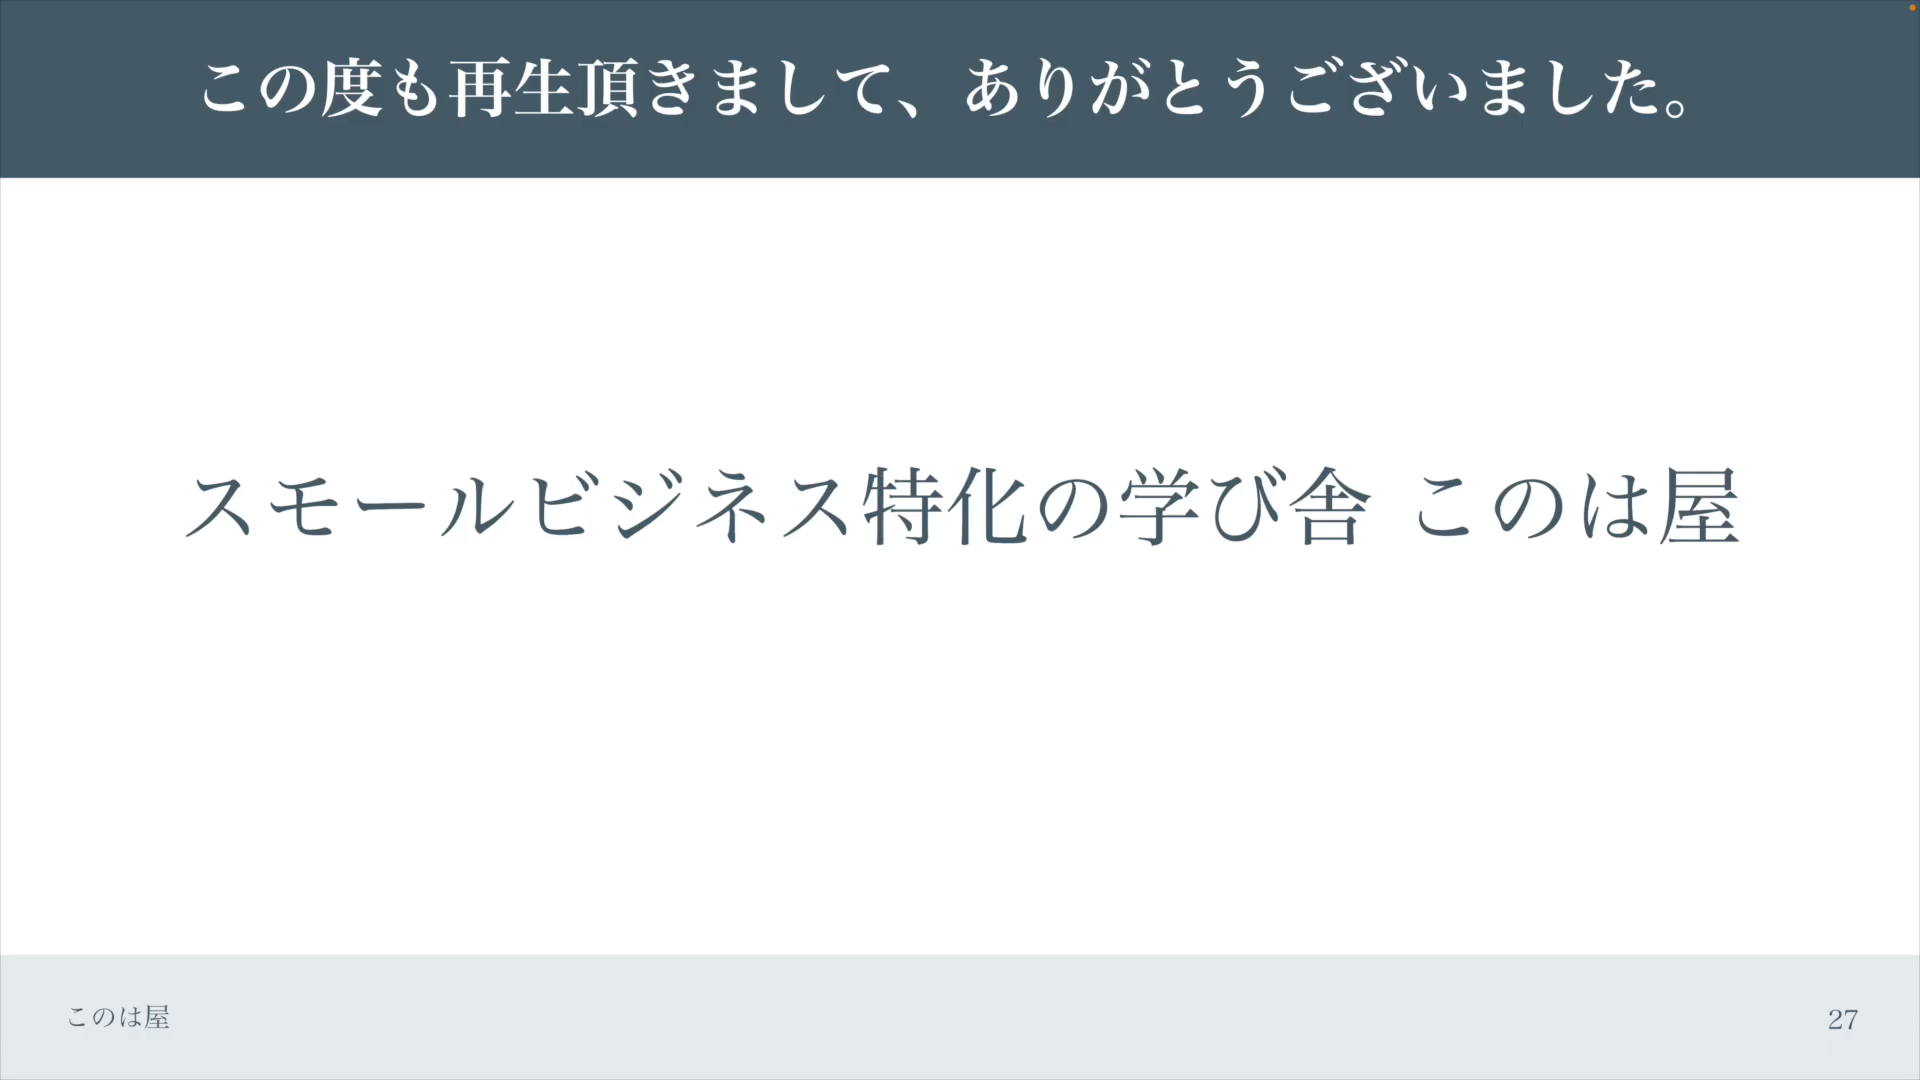 この度も再生頂きまして、ありがとうございました。
スモールビジネス特化の学び舎 このは屋
このは屋
27